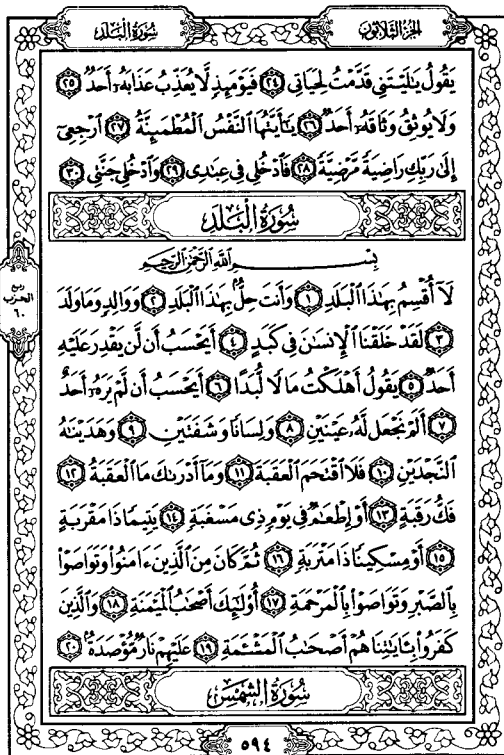 سُورَةُ الْبَلَدِ
الجزء الثلاثون
يَقُولُ يَٰلَيْتَنِى قَدَّمْتُ لِحَيَاتِى ٢٤ فَيَوْمَئِذٍ لَّا يُعَذِّبُ عَذَابَهُۥٓ أَحَدٌ ٢٥
وَلَا يُوثِقُ وَثَاقَهُۥٓ أَحَدٌ ٢٦ يَٰٓأَيَّتُهَا ٱلنَّفْسُ ٱلْمُطْمَئِنَّةُ ٢٧ ٱرْجِعِىٓ
إِلَىٰ رَبِّكِ رَاضِيَةً مَّرْضِيَّةً ٢٨ فَٱدْخُلِى فِى عِبَٰدِى ٢٩ وَٱدْخُلِى جَنَّتِى ٣٠
سُورَةُ الْبَلَدِ
بِسْمِ ٱللَّهِ ٱلرَّحْمَٰنِ ٱلرَّحِيمِ
لَآ أُقْسِمُ بِهَٰذَا ٱلْبَلَدِ ١ وَأَنتَ حِلٌّۢ بِهَٰذَا ٱلْبَلَدِ ٢ وَوَالِدٍ وَمَا وَلَدَ
٣ لَقَدْ خَلَقْنَا ٱلْإِنسَٰنَ فِى كَبَدٍ ٤ أَيَحْسَبُ أَن لَّن يَقْدِرَ عَلَيْهِ
أَحَدٌ ٥ يَقُولُ أَهْلَكْتُ مَالًا لُّبَدًا ٦ أَيَحْسَبُ أَن لَّمْ يَرَهُۥٓ أَحَدٌ
٧ أَلَمْ نَجْعَل لَّهُۥ عَيْنَيْنِ ٨ وَلِسَانًا وَشَفَتَيْنِ ٩ وَهَدَيْنَٰهُ
ٱلنَّجْدَيْنِ ١٠ فَلَا ٱقْتَحَمَ ٱلْعَقَبَةَ ١١ وَمَآ أَدْرَىٰكَ مَا ٱلْعَقَبَةُ ١٢
فَكُّ رَقَبَةٍ ١٣ أَوْ إِطْعَٰمٌ فِى يَوْمٍ ذِى مَسْغَبَةٍ ١٤ يَتِيمًا ذَا مَقْرَبَةٍ
١٥ أَوْ مِسْكِينًا ذَا مَتْرَبَةٍ ١٦ ثُمَّ كَانَ مِنَ ٱلَّذِينَ ءَامَنُوا۟ وَتَوَاصَوْا۟
بِٱلصَّبْرِ وَتَوَاصَوْا۟ بِٱلْمَرْحَمَةِ ١٧ أُو۟لَٰٓئِكَ أَصْحَٰبُ ٱلْمَيْمَنَةِ ١٨ وَٱلَّذِينَ
كَفَرُوا۟ بِـَٔايَٰتِنَا هُمْ أَصْحَٰبُ ٱلْمَشْـَٔمَةِ ١٩ عَلَيْهِمْ نَارٌ مُّؤْصَدَةٌۢ ٢٠
سُورَةُ الشَّمْسِ
ربع
الحزب
٦٠
٥٩٤